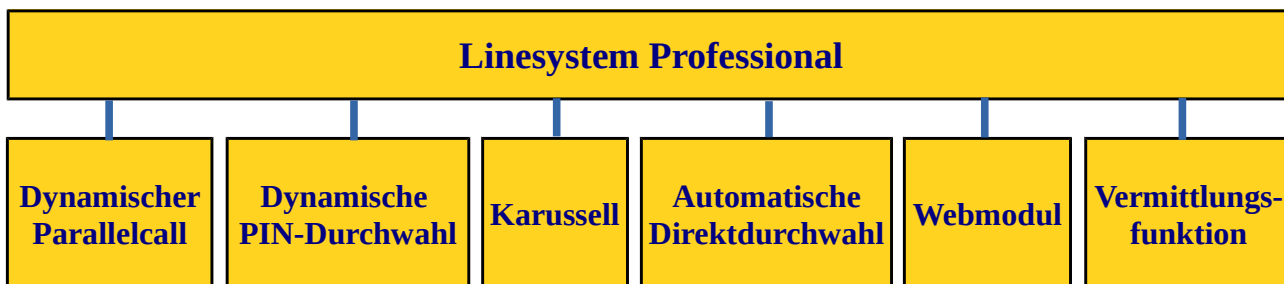 Linesystem Professional
Dynamischer
Parallelcall
Dynamische
PIN-Durchwahl
Karussell
Automatische
Direktdurchwahl
Webmodul
Vermittlungs-
funktion